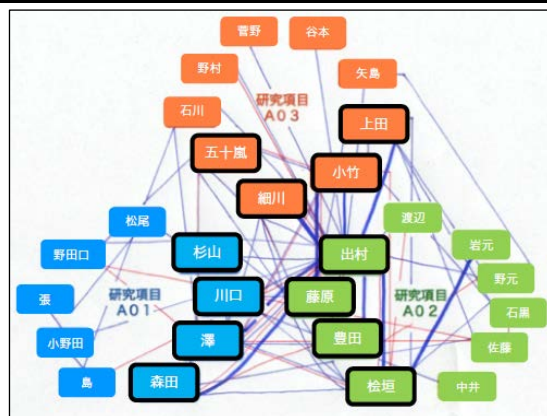 菅野
谷本
野村
矢島
石川
研究項目
A03
上田
五十嵐
小竹
細川
松尾
渡辺
岩元
野田口
杉山
出村
野元
張
研究項目
A01
川口
藤原
研究項目
A02
石黒
小野田
澤
豊田
佐藤
島
森田
桧垣
中井